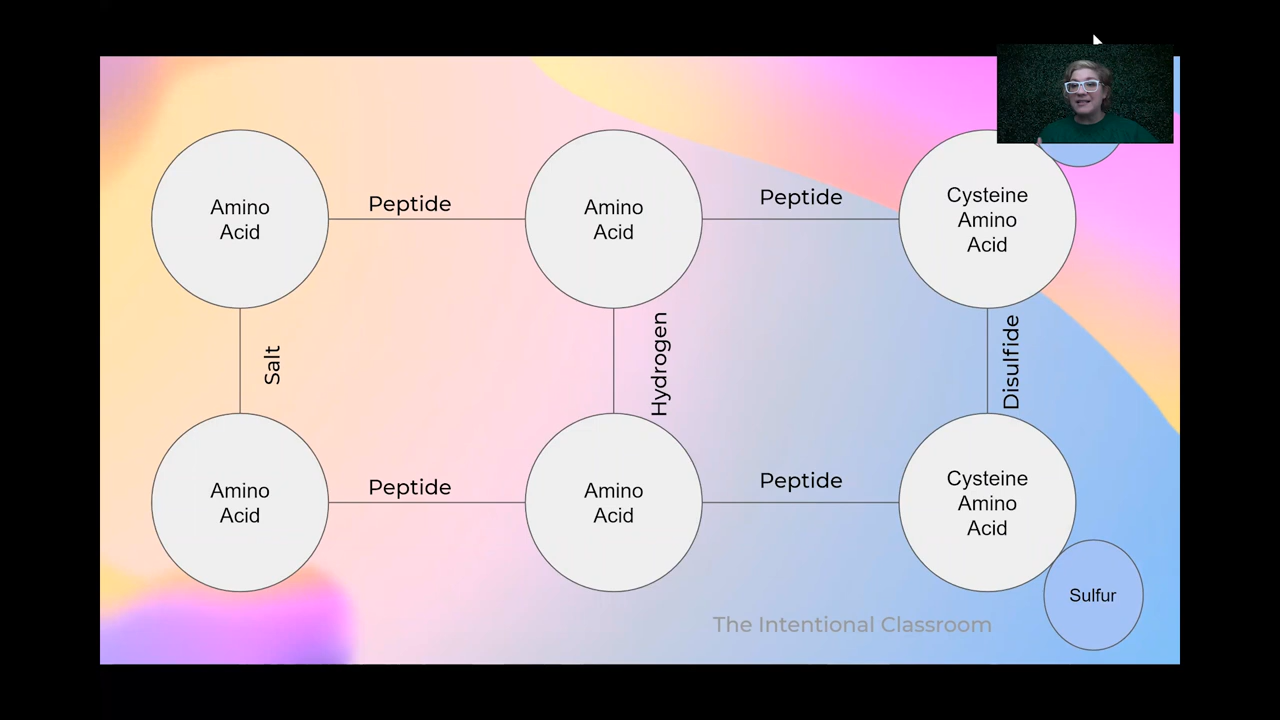 Amino
Acid
Peptide
Amino
Acid
Peptide
Cysteine
Amino
Acid
Salt
Hydrogen
Disulfide
Amino
Acid
Peptide
Amino
Acid
Peptide
Cysteine
Amino
Acid
Sulfur
The Intentional Classroom